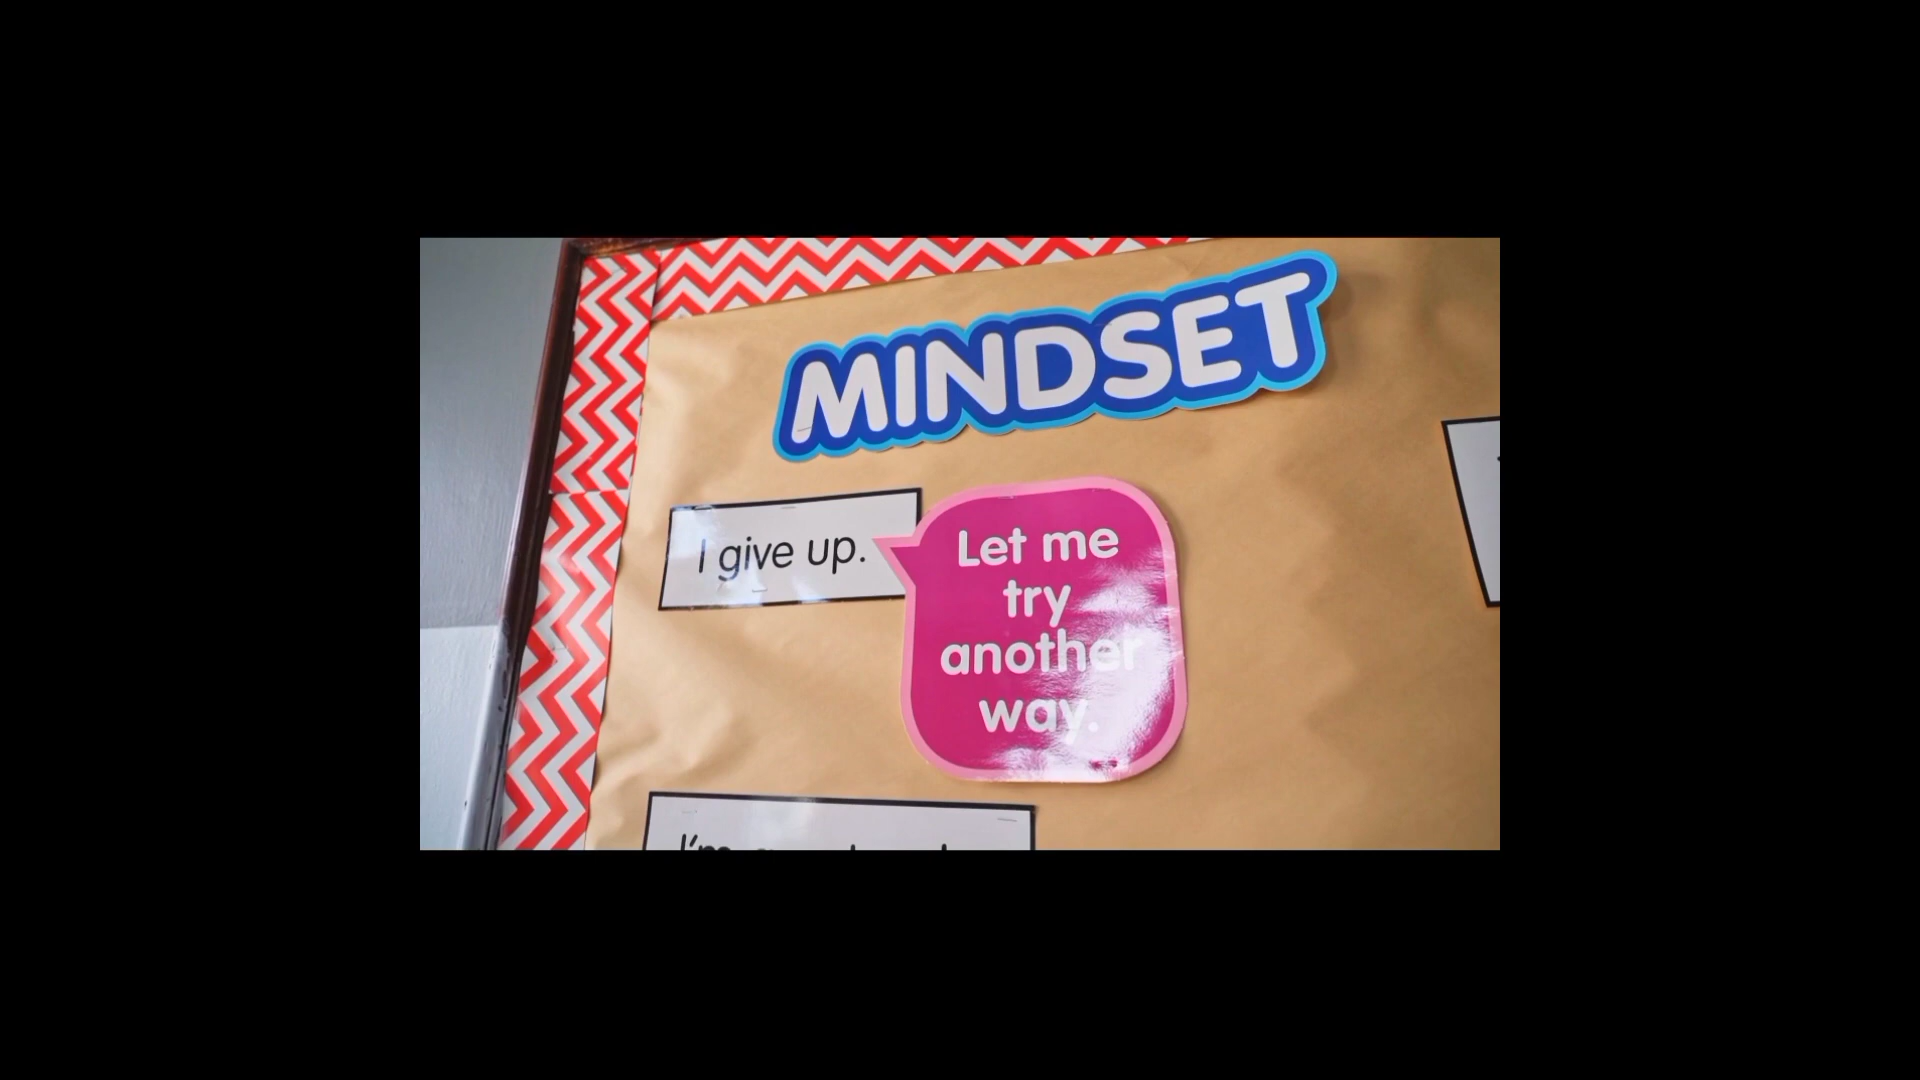 MINDSET
I give up.
Let me
try
another
way.
I'm